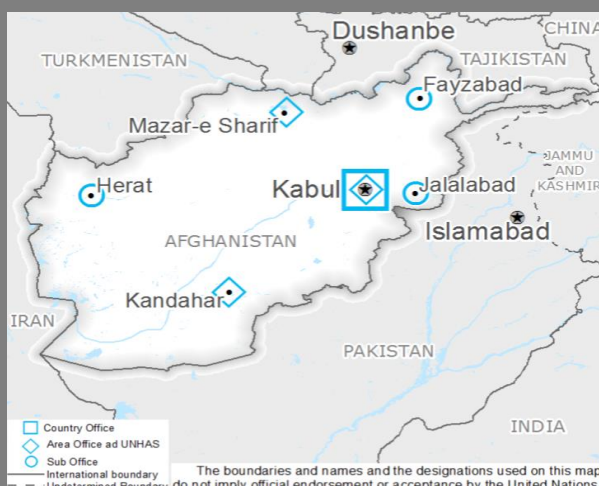 Dushanbe
CHINA
TURKMENISTAN
TAJIKISTAN
Fayzabad
Mazar-e Sharif
JAMMU
AND
KASHMIR
Herat
Kabul
Jalalabad
Islamabad
AFGHANISTAN
Kandahar
IRAN
PAKISTAN
INDIA
Country Office
Area Office ad UNHAS
Sub Office
International boundary
Undetermined Boundary
The boundaries and names and the designations used on this map
do not imply official endorsement or acceptance by the United Nations.